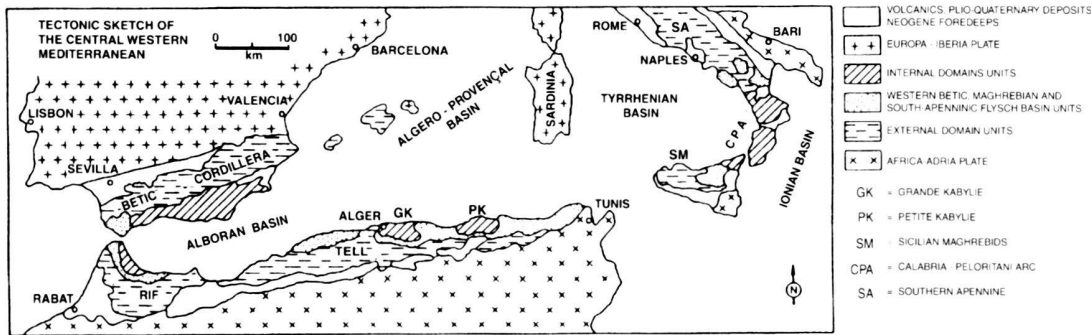 TECTONIC SKETCH OF
THE CENTRAL WESTERN
MEDITERRANEAN
0 100
km
LISBON
SEVILLA
VALENCIA
BARCELONA
BETIC CORDILLERA
ALBORAN BASIN
ALGERO - PROVENÇAL
BASIN
SARDINIA
ROME
SA
NAPLES
BARI
TYRRHENIAN
BASIN
CPA
SM
IONIAN BASIN
RABAT
RIF
TELL
ALGER
GK
PK
TUNIS
N
VOLCANICS, PLIO-QUATERNARY DEPOSITS
NEOGENE FOREDEEPS
EUROPA - IBERIA PLATE
INTERNAL DOMAINS UNITS
WESTERN BETIC, MAGHREBIAN AND
SOUTH-APENNINIC FLYSCH BASIN UNITS
EXTERNAL DOMAIN UNITS
AFRICA ADRIA PLATE
GK = GRANDE KABYLIE
PK = PETITE KABYLIE
SM = SICILIAN MAGHREBIDS
CPA = CALABRIA - PELORITANI ARC
SA = SOUTHERN APENNINE